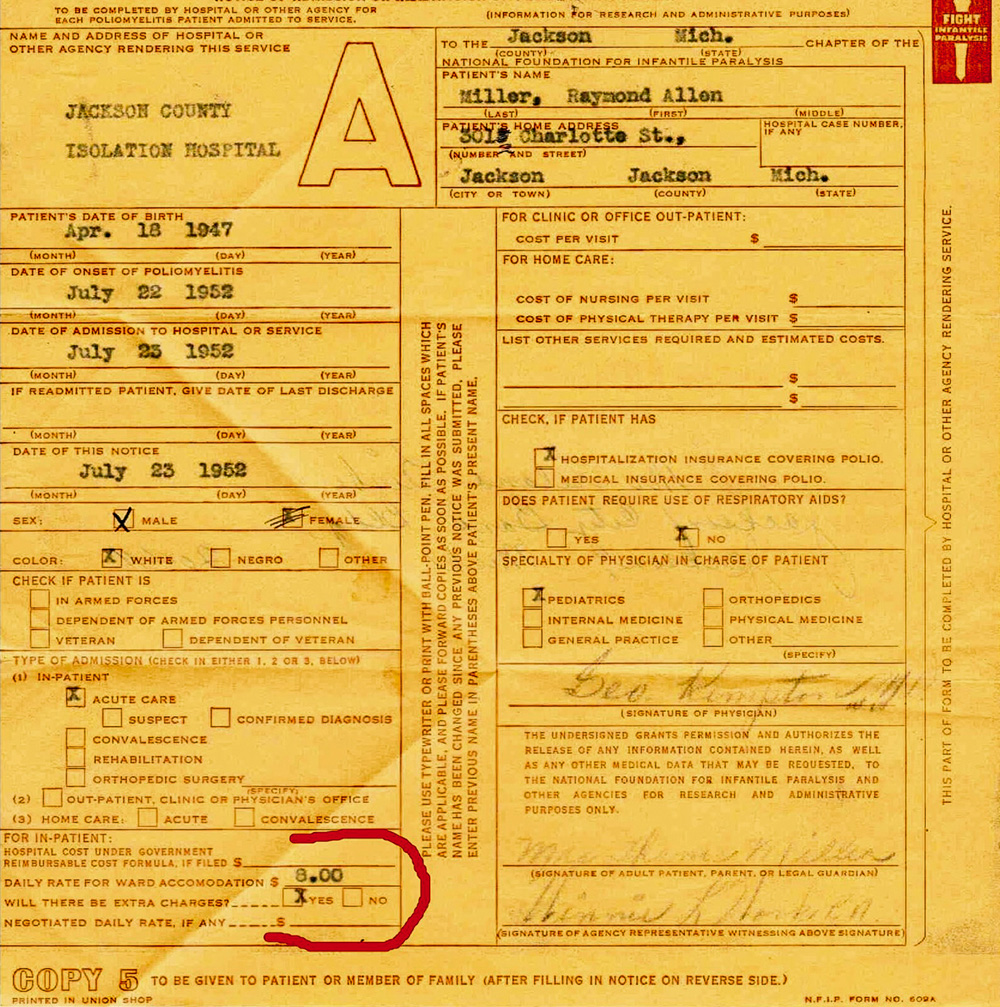 TO BE COMPLETED BY HOSPITAL OR OTHER AGENCY FOR
EACH POLIOMYELITIS PATIENT ADMITTED TO SERVICE.
(INFORMATION FOR RESEARCH AND ADMINISTRATIVE PURPOSES)
FIGHT
INFANTILE
PARALYSIS
NAME AND ADDRESS OF HOSPITAL OR
OTHER AGENCY RENDERING THIS SERVICE
JACKSON COUNTY
ISOLATION HOSPITAL
A
TO THE Jackson Mich. CHAPTER OF THE
(COUNTY) (STATE)
NATIONAL FOUNDATION FOR INFANTILE PARALYSIS
PATIENT'S NAME
Miller, Raymond Allen
(LAST) (FIRST) (MIDDLE)
PATIENT'S HOME ADDRESS
Charlotte St.,
(NUMBER AND STREET)
HOSPITAL CASE NUMBER,
IF ANY
Jackson Jackson Mich.
(CITY OR TOWN) (COUNTY) (STATE)
PATIENT'S DATE OF BIRTH
Apr. 18 1947
(MONTH) (DAY) (YEAR)
DATE OF ONSET OF POLIOMYELITIS
July 22 1952
(MONTH) (DAY) (YEAR)
DATE OF ADMISSION TO HOSPITAL OR SERVICE
July 23 1952
(MONTH) (DAY) (YEAR)
IF READMITTED PATIENT, GIVE DATE OF LAST DISCHARGE
(MONTH) (DAY) (YEAR)
DATE OF THIS NOTICE
July 23 1952
(MONTH) (DAY) (YEAR)
SEX: X MALE FEMALE
COLOR: X WHITE NEGRO OTHER
CHECK IF PATIENT IS
IN ARMED FORCES
DEPENDENT OF ARMED FORCES PERSONNEL
VETERAN DEPENDENT OF VETERAN
TYPE OF ADMISSION (CHECK IN EITHER 1, 2 OR 3, BELOW)
(1) IN-PATIENT
X ACUTE CARE
SUSPECT CONFIRMED DIAGNOSIS
CONVALESCENCE
REHABILITATION
ORTHOPEDIC SURGERY
(SPECIFY)
(2) OUT-PATIENT, CLINIC OR PHYSICIAN'S OFFICE
(3) HOME CARE: ACUTE CONVALESCENCE
FOR IN-PATIENT:
HOSPITAL COST UNDER GOVERNMENT
REIMBURSABLE COST FORMULA, IF FILED $
DAILY RATE FOR WARD ACCOMODATION $ 8.00
WILL THERE BE EXTRA CHARGES? X YES NO
NEGOTIATED DAILY RATE, IF ANY $
PLEASE USE TYPEWRITER OR PRINT WITH BALL-POINT PEN, FILL IN ALL SPACES WHICH
ARE APPLICABLE, AND PLEASE FORWARD COPIES AS SOON AS POSSIBLE. IF PATIENT'S
NAME HAS BEEN CHANGED SINCE ANY PREVIOUS NOTICE WAS SUBMITTED, PLEASE
ENTER PREVIOUS NAME IN PARENTHESES ABOVE PATIENT'S PRESENT NAME.
FOR CLINIC OR OFFICE OUT-PATIENT:
COST PER VISIT $
FOR HOME CARE:
COST OF NURSING PER VISIT $
COST OF PHYSICAL THERAPY PER VISIT $
LIST OTHER SERVICES REQUIRED AND ESTIMATED COSTS.
$
$
CHECK, IF PATIENT HAS
X HOSPITALIZATION INSURANCE COVERING POLIO.
MEDICAL INSURANCE COVERING POLIO.
DOES PATIENT REQUIRE USE OF RESPIRATORY AIDS?
YES X NO
SPECIALTY OF PHYSICIAN IN CHARGE OF PATIENT
X PEDIATRICS ORTHOPEDICS
INTERNAL MEDICINE PHYSICAL MEDICINE
GENERAL PRACTICE OTHER
(SPECIFY)
Geo
(SIGNATURE OF PHYSICIAN)
THE UNDERSIGNED GRANTS PERMISSION AND AUTHORIZES THE
RELEASE OF ANY INFORMATION CONTAINED HEREIN, AS WELL
AS ANY OTHER MEDICAL DATA THAT MAY BE REQUESTED, TO
THE NATIONAL FOUNDATION FOR INFANTILE PARALYSIS AND
OTHER AGENCIES FOR RESEARCH AND ADMINISTRATIVE
PURPOSES ONLY.
Miller
(SIGNATURE OF ADULT PATIENT, PARENT, OR LEGAL GUARDIAN)
Winnie L
(SIGNATURE OF AGENCY REPRESENTATIVE WITNESSING ABOVE SIGNATURE)
THIS PART OF FORM TO BE COMPLETED BY HOSPITAL OR OTHER AGENCY RENDERING SERVICE.
COPY 5 TO BE GIVEN TO PATIENT OR MEMBER OF FAMILY (AFTER FILLING IN NOTICE ON REVERSE SIDE.)
PRINTED IN UNION SHOP
N.F.I.P. FORM NO. 602A